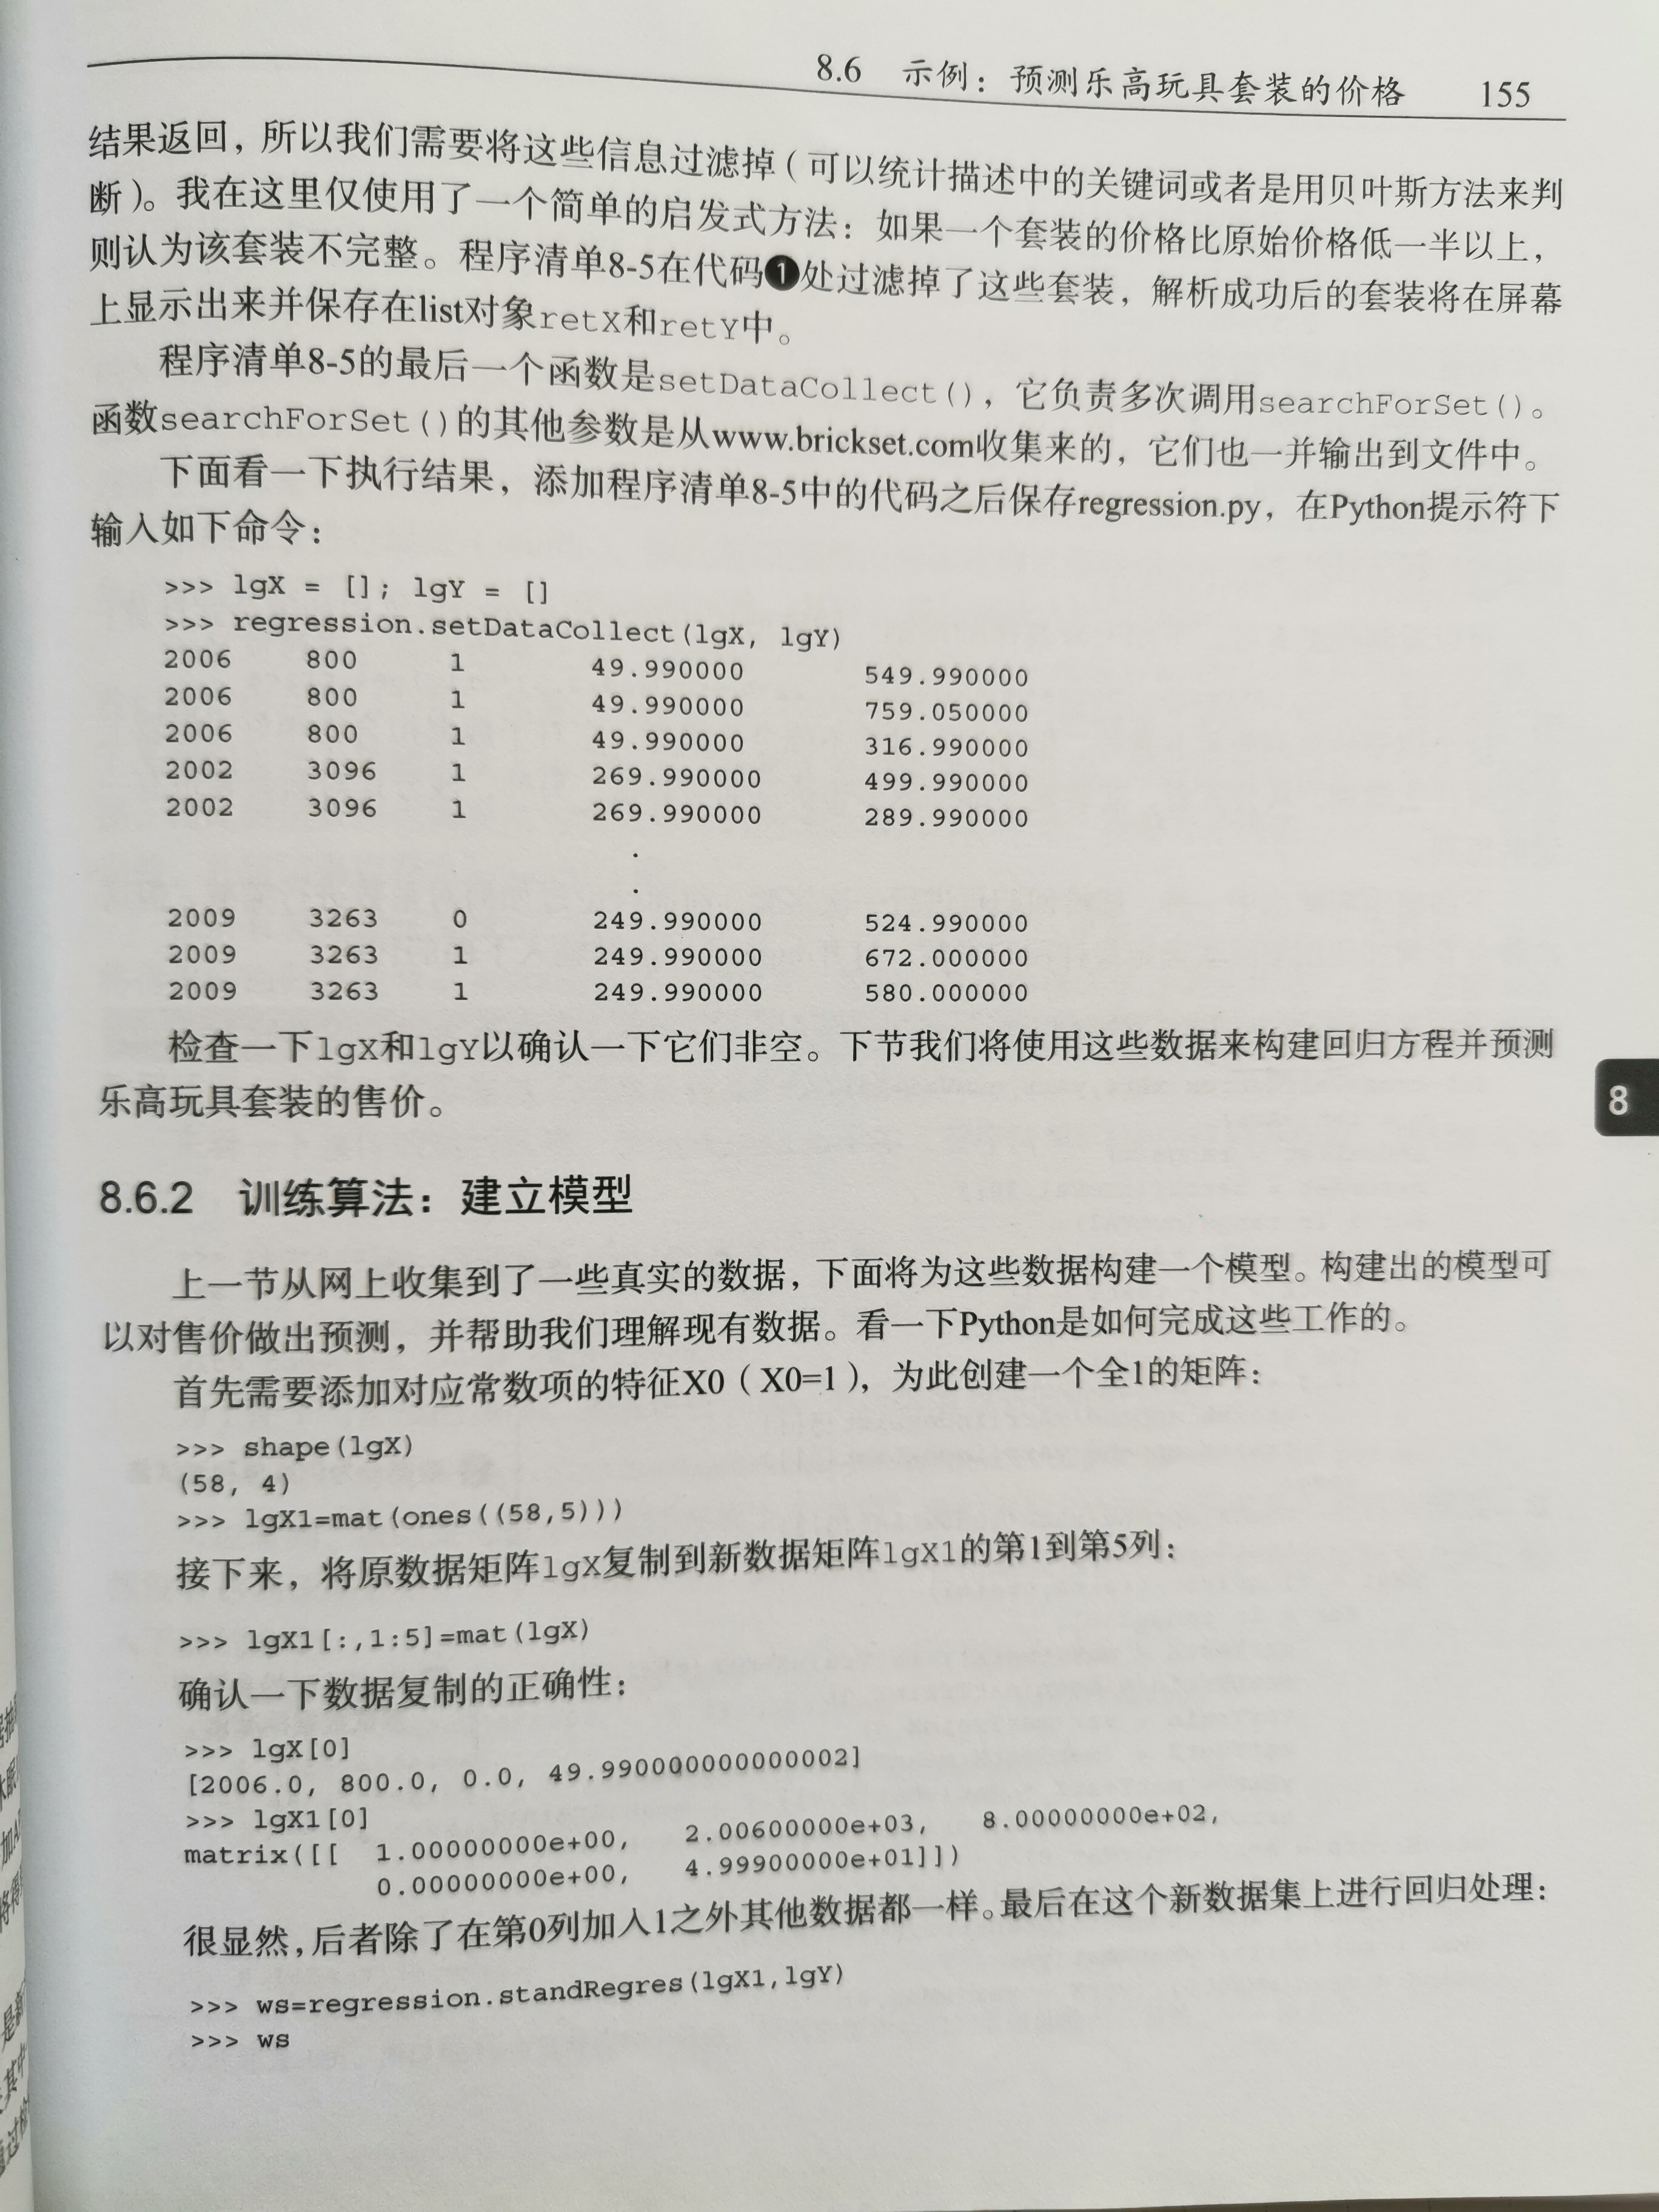 8.6 示例：预测乐高玩具套装的价格 155
结果返回，所以我们需要将这些信息过滤掉（可以统计描述中的关键词或者是用贝叶斯方法来判
断）。我在这里仅使用了一个简单的启发式方法：如果一个套装的价格比原始价格低一半以上，
则认为该套装不完整。程序清单8-5在代码❶处过滤掉了这些套装，解析成功后的套装将在屏幕
上显示出来并保存在list对象retX和retY中。
程序清单8-5的最后一个函数是setDataCollect()，它负责多次调用searchForSet()。
函数searchForSet()的其他参数是从www.brickset.com收集来的，它们也一并输出到文件中。
下面看一下执行结果，添加程序清单8-5中的代码之后保存regression.py，在Python提示符下
输入如下命令：
>>> lgX = []; lgY = []
>>> regression.setDataCollect(lgX, lgY)
2006 800 1 49.990000 549.990000
2006 800 1 49.990000 759.050000
2006 800 1 49.990000 316.990000
2002 3096 1 269.990000 499.990000
2002 3096 1 269.990000 289.990000
.
.
2009 3263 0 249.990000 524.990000
2009 3263 1 249.990000 672.000000
2009 3263 1 249.990000 580.000000
检查一下lgX和lgY以确认一下它们非空。下节我们将使用这些数据来构建回归方程并预测
乐高玩具套装的售价。
8
8.6.2 训练算法：建立模型
上一节从网上收集到了一些真实的数据，下面将为这些数据构建一个模型。构建出的模型可
以对售价做出预测，并帮助我们理解现有数据。看一下Python是如何完成这些工作的。
首先需要添加对应常数项的特征X0（X0=1），为此创建一个全1的矩阵：
>>> shape(lgX)
(58, 4)
>>> lgX1=mat(ones((58,5)))
接下来，将原数据矩阵lgX复制到新数据矩阵lgX1的第1到第5列：
>>> lgX1[:,1:5]=mat(lgX)
确认一下数据复制的正确性：
>>> lgX[0]
[2006.0, 800.0, 0.0, 49.990000000000002]
>>> lgX1[0]
matrix([[ 1.00000000e+00, 2.00600000e+03, 8.00000000e+02,
0.00000000e+00, 4.99900000e+01]])
很显然，后者除了在第0列加入1之外其他数据都一样。最后在这个新数据集上进行回归处理：
>>> ws=regression.standRegres(lgX1,lgY)
>>> ws